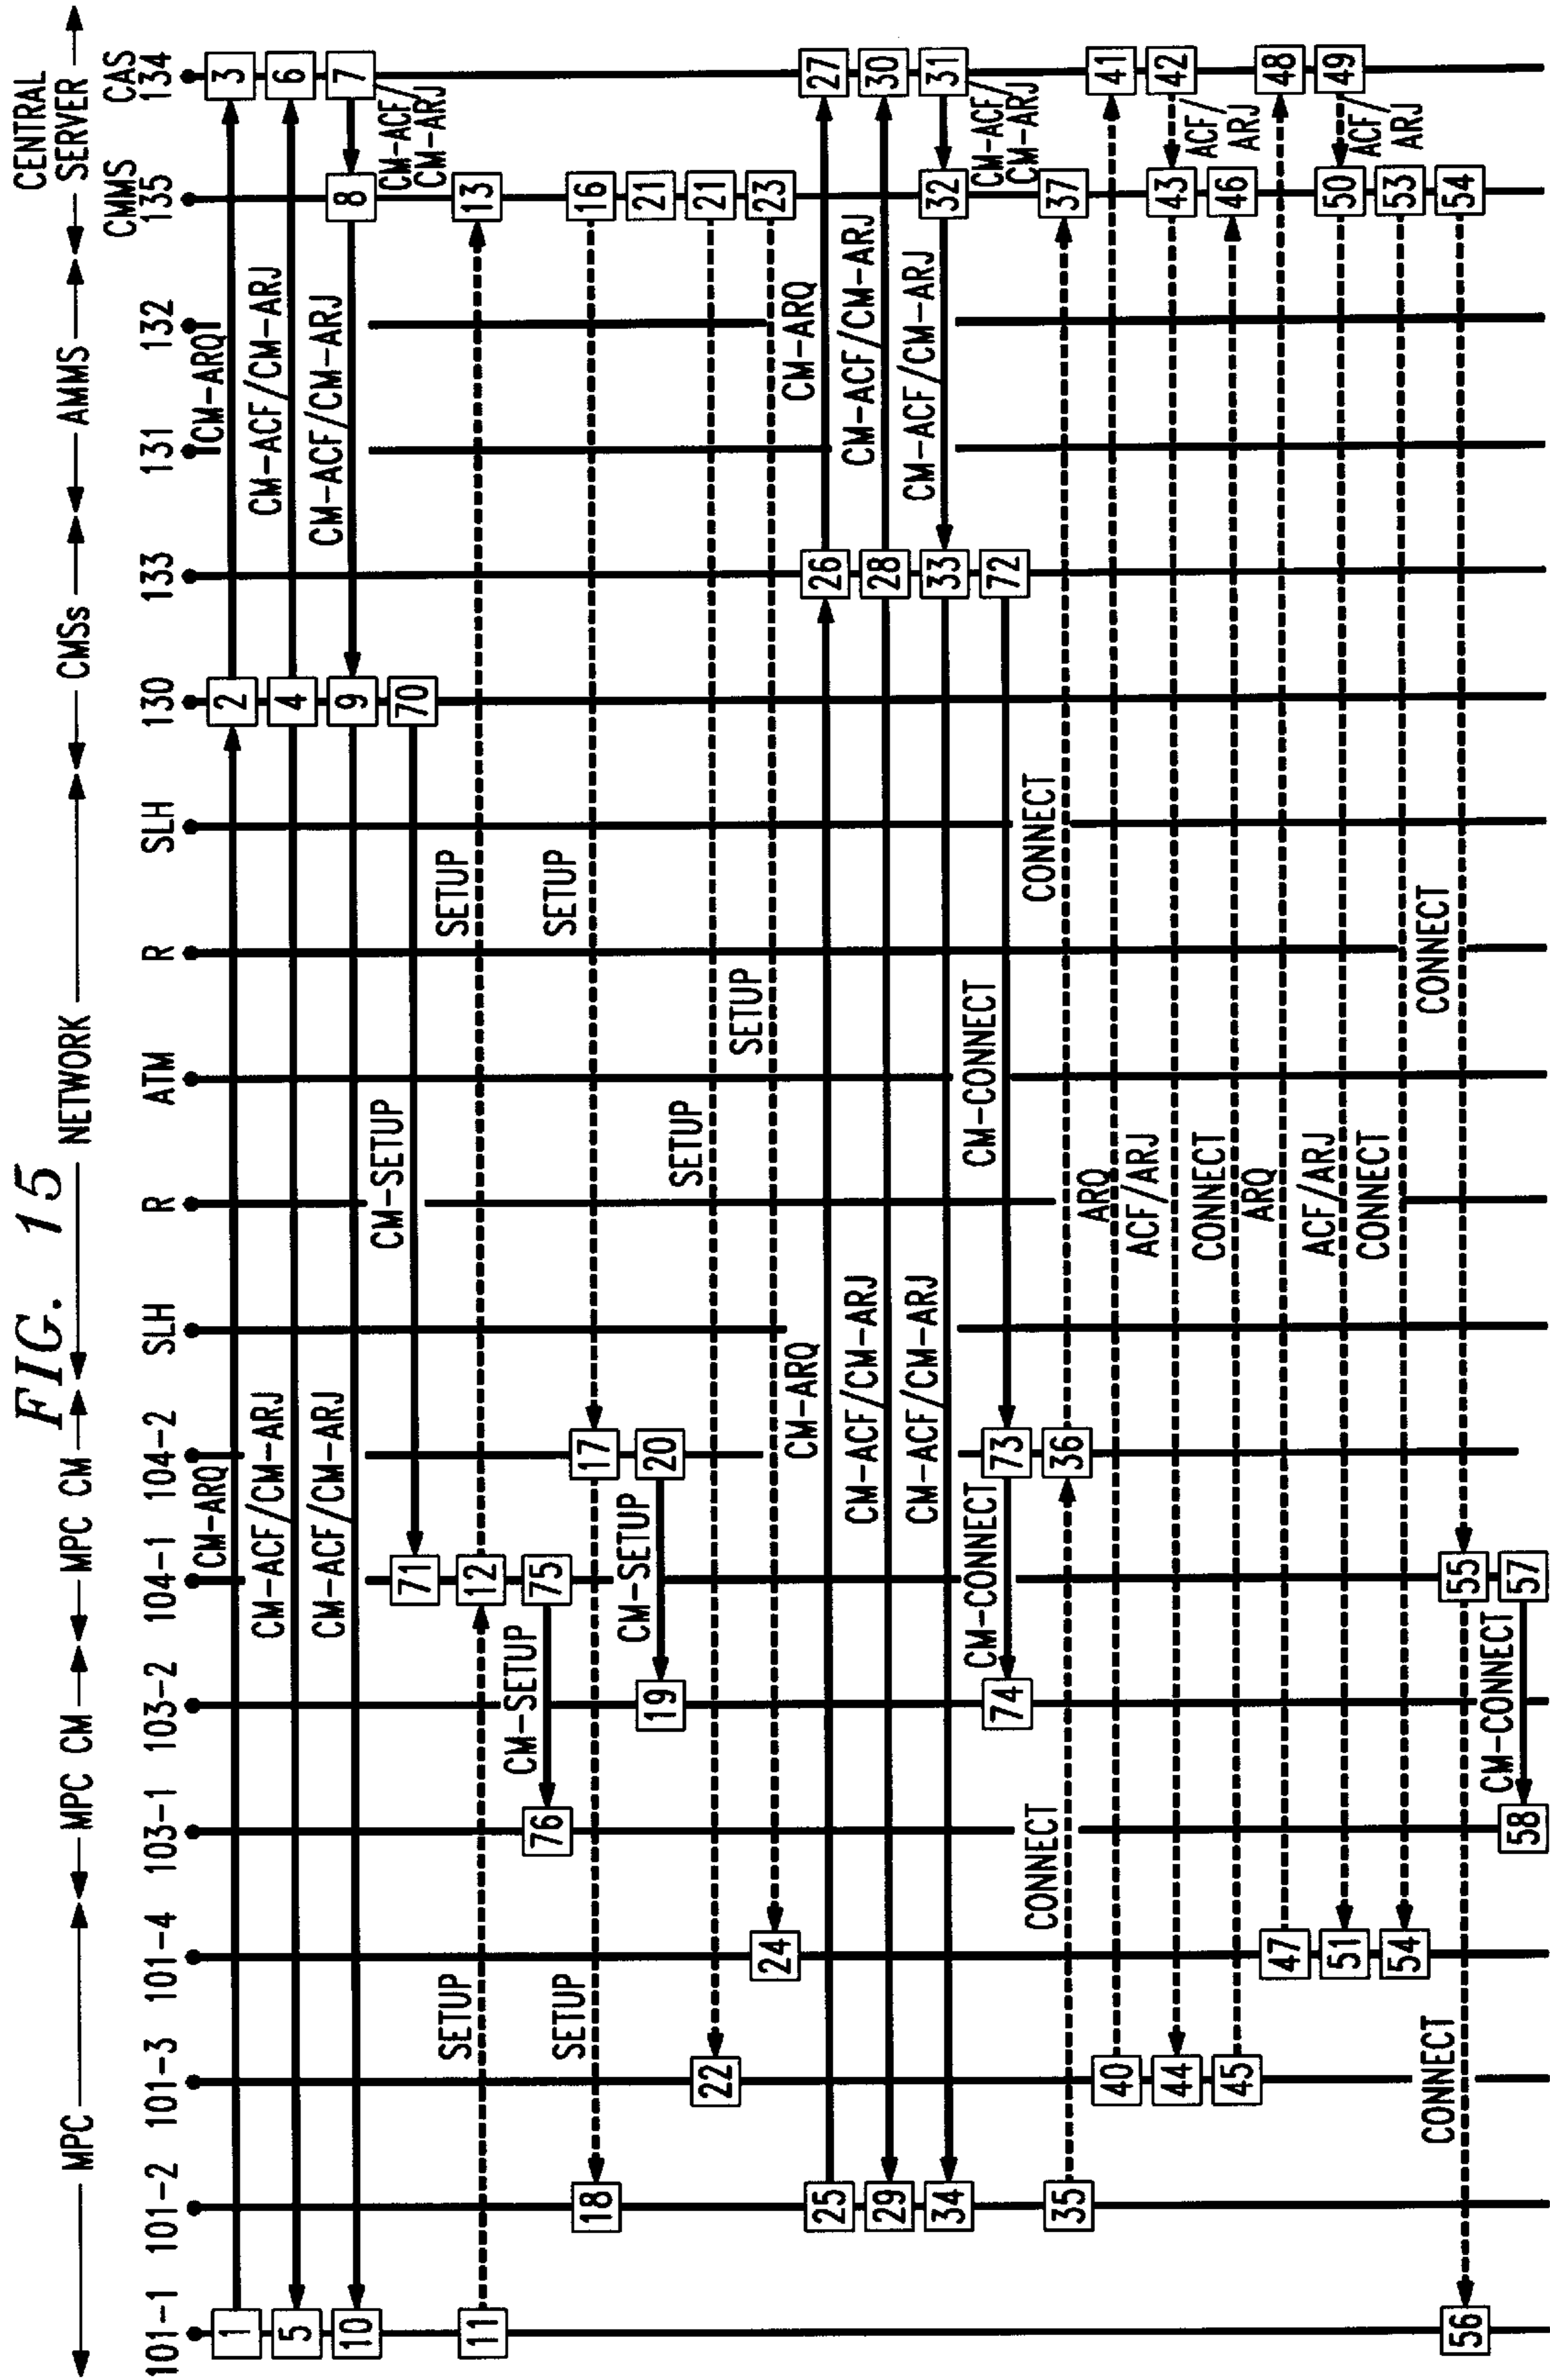 FIG. 15
MPC
MPC CM
MPC CM
NETWORK
CMSs
AMMS
CENTRAL
SERVER
101-1
101-2
101-3
101-4
103-1
103-2
104-1
104-2
SLH
R
ATM
R
SLH
130
133
131
132
CMMS
135
CAS
134
1
CM-ARQ
2
CM-ARQ
3
5
CM-ACF/CM-ARJ
4
CM-ACF/CM-ARJ
6
10
CM-ACF/CM-ARJ
9
CM-ACF/CM-ARJ
8
7
CM-ACF/
CM-ARJ
71
CM-SETUP
70
11
SETUP
12
SETUP
13
76
CM-SETUP
75
18
SETUP
17
SETUP
16
19
CM-SETUP
20
21
22
SETUP
21
24
SETUP
23
25
CM-ARQ
26
CM-ARQ
27
29
CM-ACF/CM-ARJ
28
CM-ACF/CM-ARJ
30
34
CM-ACF/CM-ARJ
33
CM-ACF/CM-ARJ
32
31
CM-ACF/
CM-ARJ
74
CM-CONNECT
73
CM-CONNECT
72
35
CONNECT
36
CONNECT
37
40
ARQ
41
44
ACF/ARJ
43
42
ACF/
ARJ
45
CONNECT
46
47
ARQ
48
51
ACF/ARJ
50
49
ACF/
ARJ
54
CONNECT
53
56
CONNECT
55
CONNECT
54
58
CM-CONNECT
57